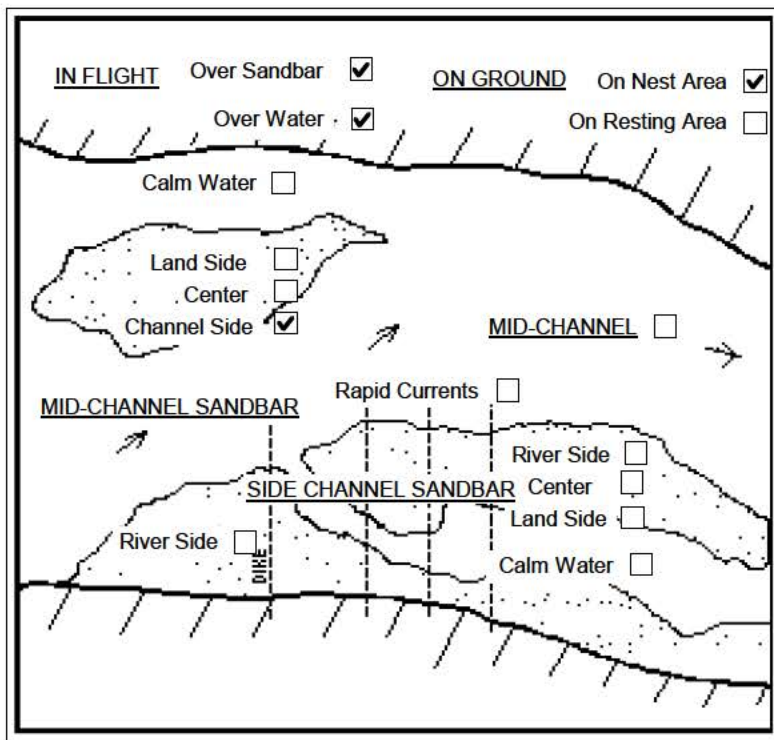 IN FLIGHT Over Sandbar ON GROUND On Nest Area
Over Water On Resting Area
Calm Water
Land Side
Center
Channel Side
MID-CHANNEL
Rapid Currents
MID-CHANNEL SANDBAR
River Side
SIDE CHANNEL SANDBAR Center
Land Side
River Side
DIKE
Calm Water